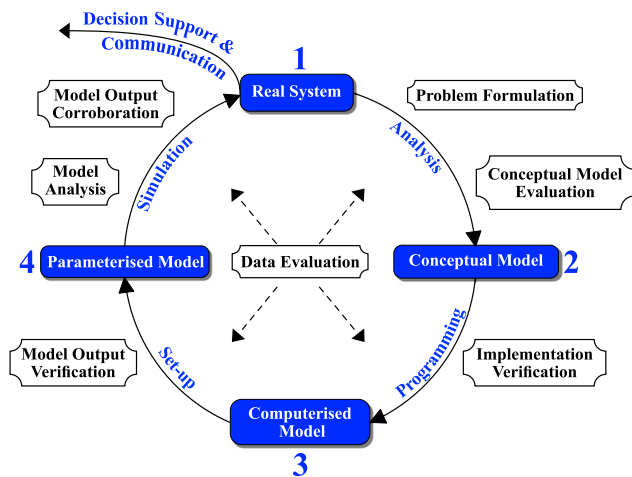 Decision Support &
Communication
1
Real System
Problem Formulation
Model Output
Corroboration
Analysis
Model
Analysis
Simulation
Conceptual Model
Evaluation
4
Parameterised Model
Data Evaluation
Conceptual Model
2
Model Output
Verification
Set-up
Programming
Implementation
Verification
Computerised
Model
3